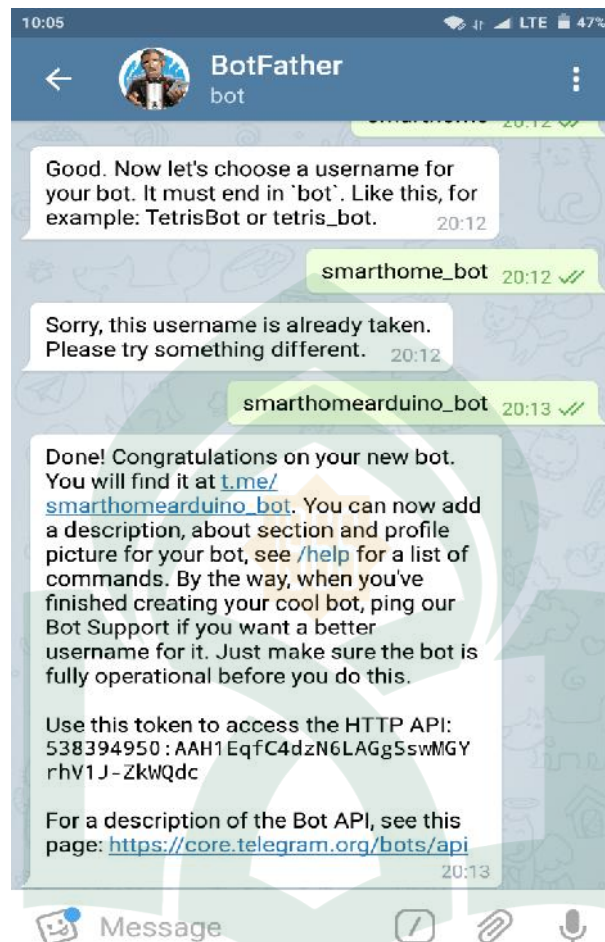 10:05 LTE 47%
BotFather
bot
20:12
Good. Now let's choose a username for
your bot. It must end in `bot`. Like this, for
example: TetrisBot or tetris_bot. 20:12
smarthome_bot 20:12
Sorry, this username is already taken.
Please try something different. 20:12
smarthomearduino_bot 20:13
Done! Congratulations on your new bot.
You will find it at t.me/
smarthomearduino_bot. You can now add
a description, about section and profile
picture for your bot, see /help for a list of
commands. By the way, when you've
finished creating your cool bot, ping our
Bot Support if you want a better
username for it. Just make sure the bot is
fully operational before you do this.
Use this token to access the HTTP API:
538394950:AAH1EqfC4dzN6LAGgSswMGY
rhV1J-ZkWQdc
For a description of the Bot API, see this
page: https://core.telegram.org/bots/api
20:13
Message